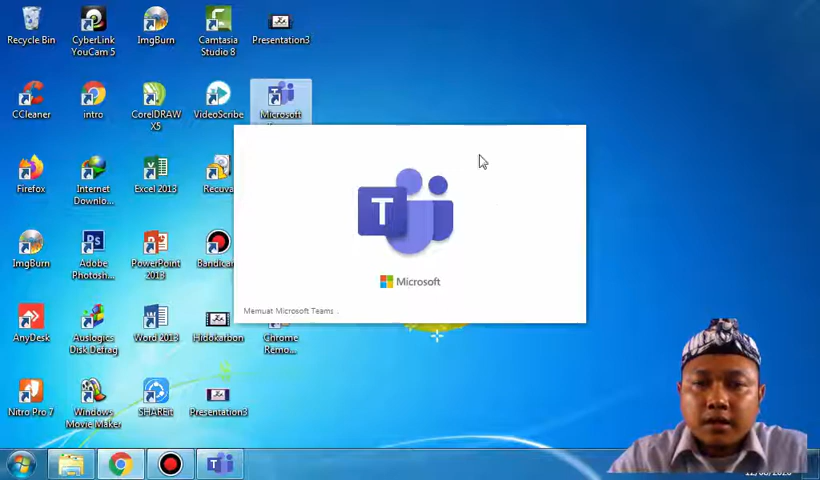 Recycle Bin
CyberLink
YouCam 5
ImgBurn
Camtasia
Studio 8
Presentation3
CCleaner
intro
CorelDRAW
X5
VideoScribe
Microsoft
Firefox
Internet
Downlo...
Excel 2013
Recuva
T
Microsoft
Memuat Microsoft Teams .
ImgBurn
Adobe
Photosh...
PowerPoint
2013
Bandicam
AnyDesk
Auslogics
Disk Defrag
Word 2013
Hidokarbon
Chrome
Remo...
Nitro Pro 7
Windows
Movie Maker
SHAREit
Presentation3